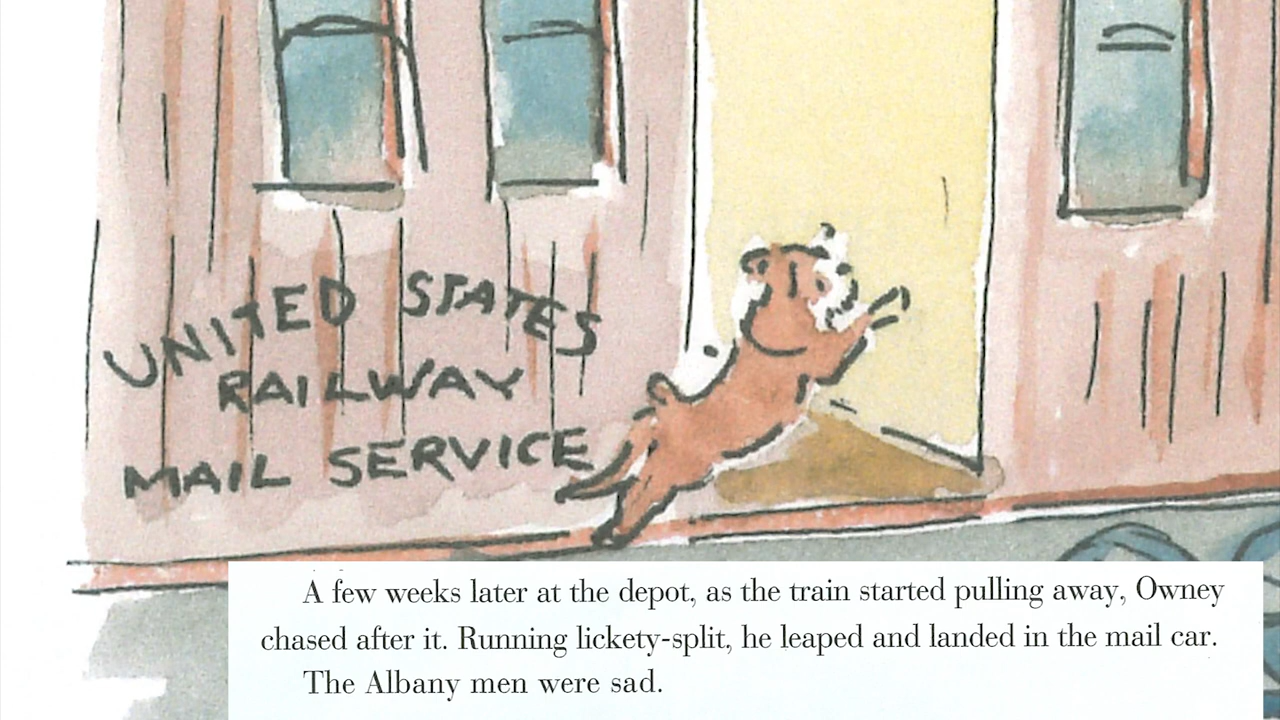 UNITED STATES
RAILWAY
MAIL SERVICE
A few weeks later at the depot, as the train started pulling away, Owney
chased after it. Running lickety-split, he leaped and landed in the mail car.
The Albany men were sad.